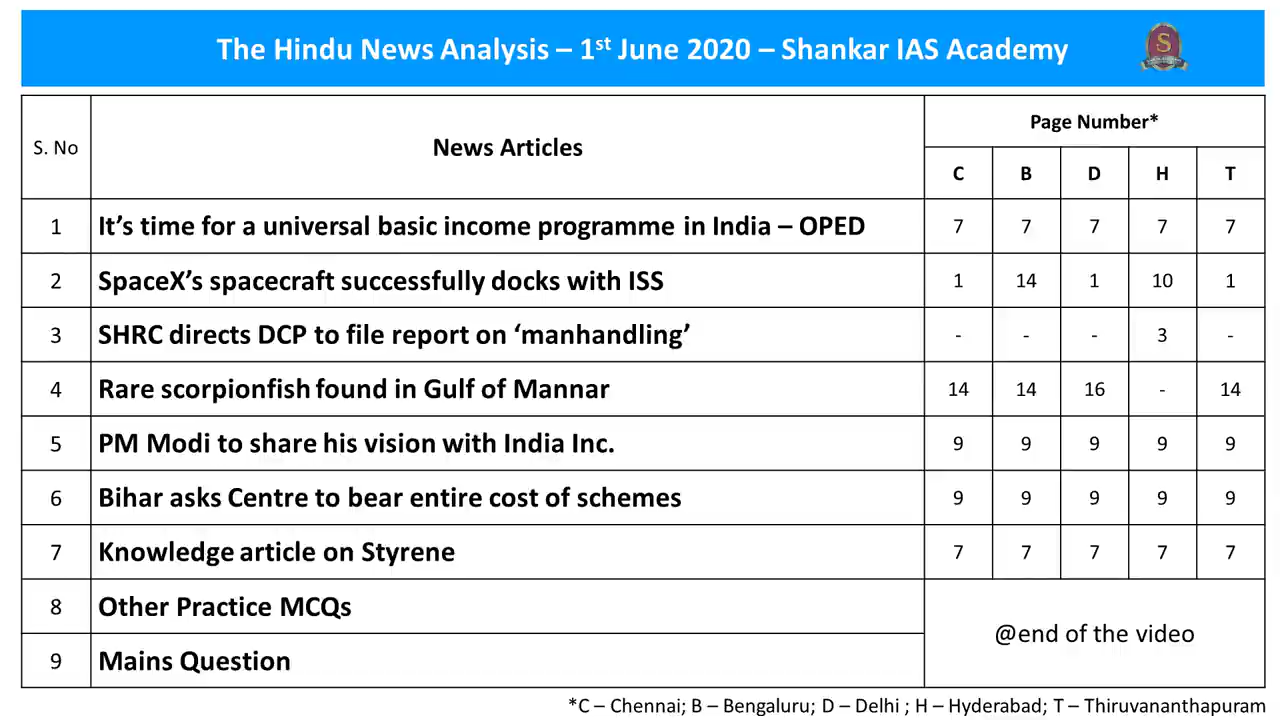 The Hindu News Analysis – 1st June 2020 – Shankar IAS Academy
S
S. No News Articles Page Number*
C B D H T
1 It’s time for a universal basic income programme in India – OPED 7 7 7 7 7
2 SpaceX’s spacecraft successfully docks with ISS 1 14 1 10 1
3 SHRC directs DCP to file report on ‘manhandling’ - - - 3 -
4 Rare scorpionfish found in Gulf of Mannar 14 14 16 - 14
5 PM Modi to share his vision with India Inc. 9 9 9 9 9
6 Bihar asks Centre to bear entire cost of schemes 9 9 9 9 9
7 Knowledge article on Styrene 7 7 7 7 7
8 Other Practice MCQs
@end of the video
9 Mains Question
*C – Chennai; B – Bengaluru; D – Delhi ; H – Hyderabad; T – Thiruvananthapuram